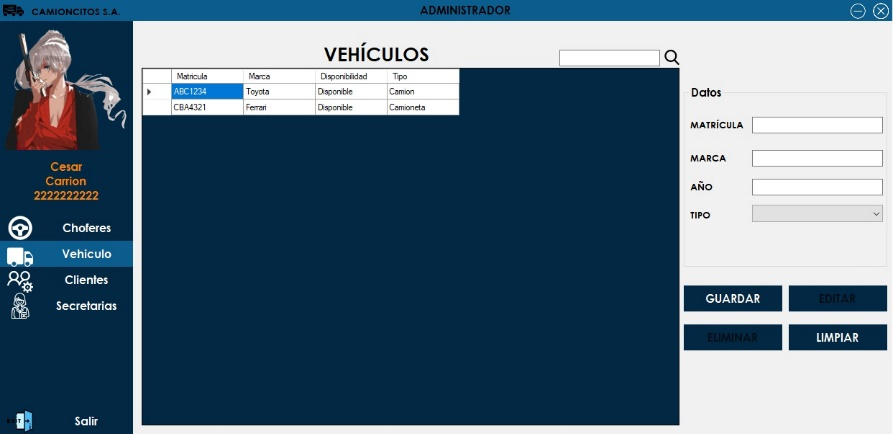 CAMIONCITOS S.A.
ADMINISTRADOR
Cesar
Carrion
2222222222
Choferes
Vehiculo
Clientes
Secretarias
EXIT
Salir
VEHÍCULOS
Matricula Marca Disponibilidad Tipo
ABC1234 Toyota Disponible Camion
CBA4321 Ferrari Disponible Camioneta
Datos
MATRÍCULA
MARCA
AÑO
TIPO
GUARDAR EDITAR
ELIMINAR LIMPIAR